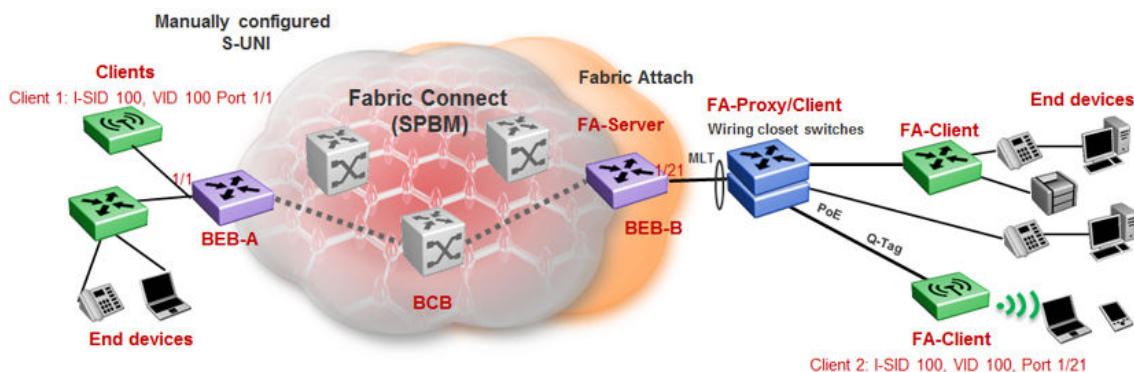 Manually configured
S-UNI
Clients
Client 1: I-SID 100, VID 100 Port 1/1
1/1
BEB-A
End devices
Fabric Connect
(SPBM)
BCB
Fabric Attach
FA-Server
1/21
BEB-B
MLT
FA-Proxy/Client
Wiring closet switches
PoE
Q-Tag
FA-Client
End devices
FA-Client
Client 2: I-SID 100, VID 100, Port 1/21